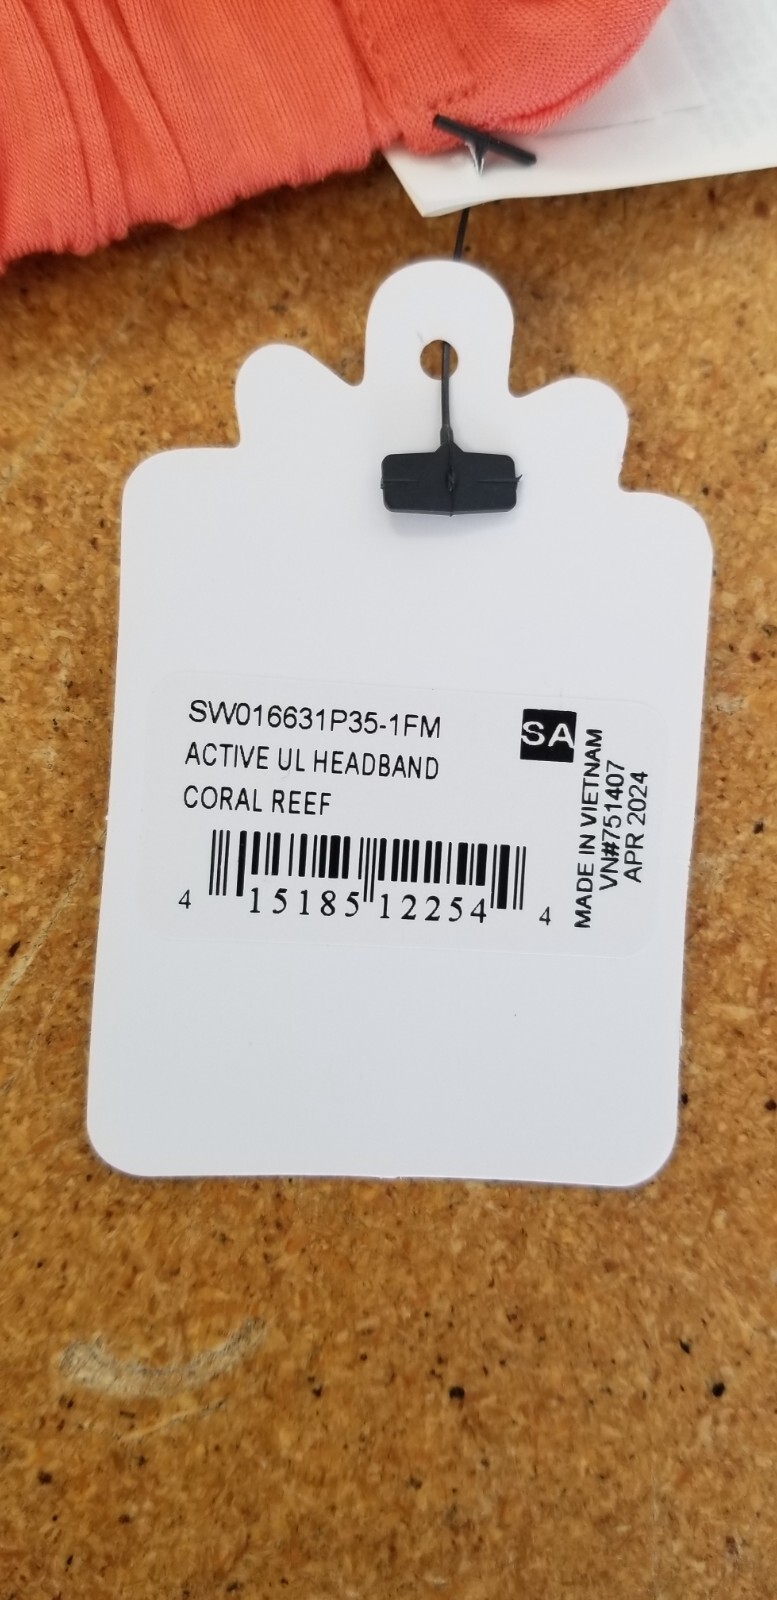 SW016631P35-1FM
ACTIVE UL HEADBAND
CORAL REEF
4 15185 12254 4
SA
MADE IN VIETNAM
VN#751407
APR 2024